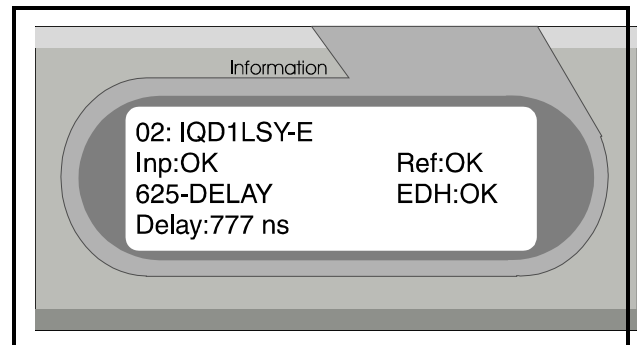 Information
02: IQD1LSY-E
Inp:OK Ref:OK
625-DELAY EDH:OK
Delay:777 ns